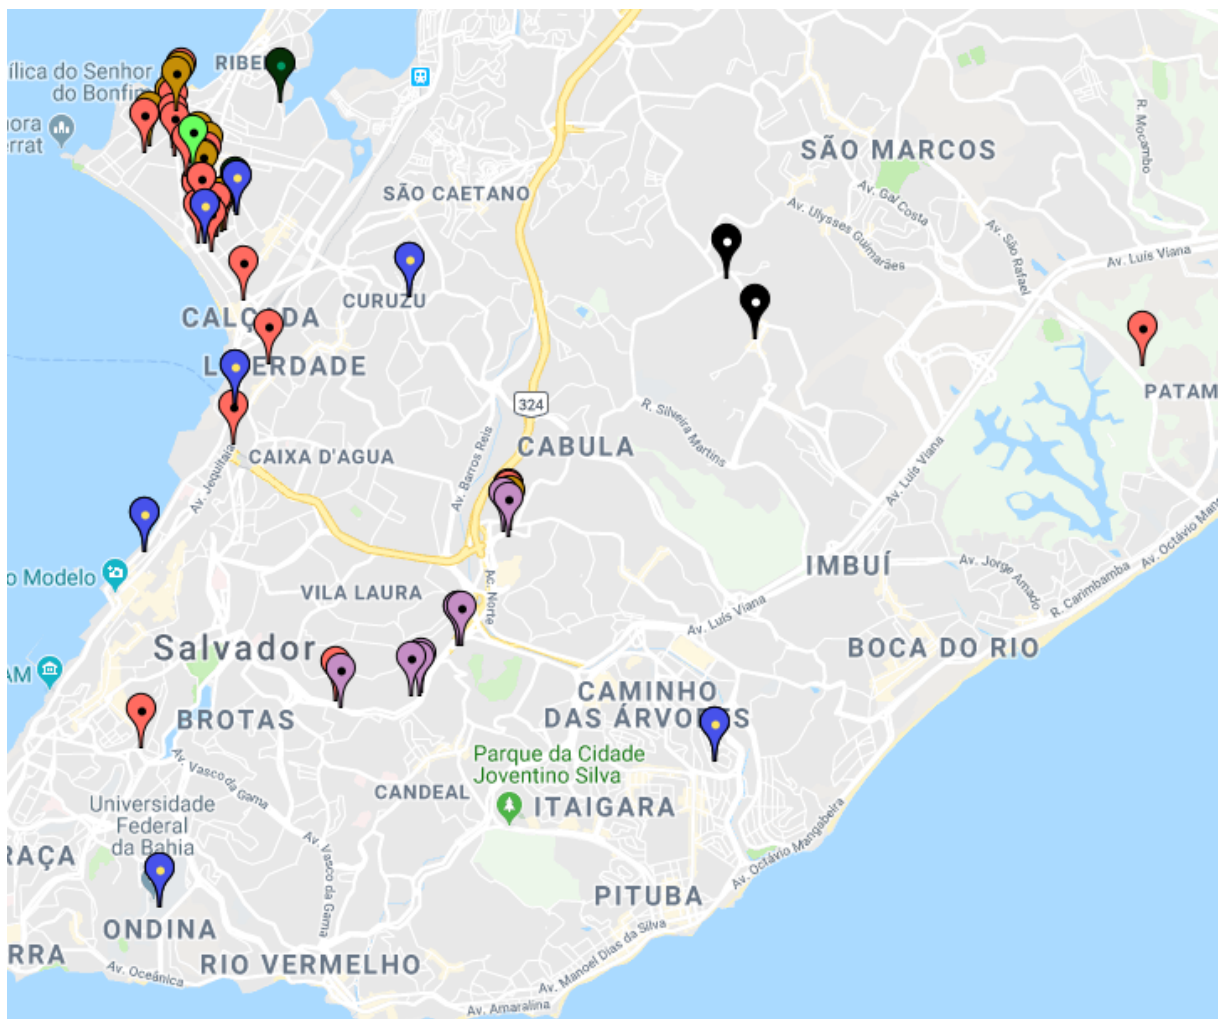 RIBE
ílica do Senhor
do Bonfim
nora
errat
SÃO MARCOS
R. Mocambo
SÃO CAETANO
Av. Gal Costa
Av. Ulysses Guimarães
Av. São Rafael
Av. Luís Viana
CURUZU
CALÇADA
LIBERDADE
PATAM
324
R. Silveira Martins
CABULA
CAIXA D'AGUA
Av. Barros Reis
Av. Jequitaia
Av. Luís Viana
Av. Octávio Mang
o Modelo
VILA LAURA
Ac. Norte
IMBUÍ
Av. Jorge Amado
R. Carimbamba
Av. Luís Viana
Salvador
BOCA DO RIO
AM
CAMINHO
DAS ÁRVORES
BROTAS
Av. Vasco da Gama
Parque da Cidade
Joventino Silva
CANDEAL
ITAIGARA
Universidade
Federal
da Bahia
Av. Vasco da Gama
RAÇA
Av. Octávio Mangabeira
PITUBA
ONDINA
RRA
RIO VERMELHO
Av. Oceânica
Av. Manoel Dias da Silva
Av. Amaralina